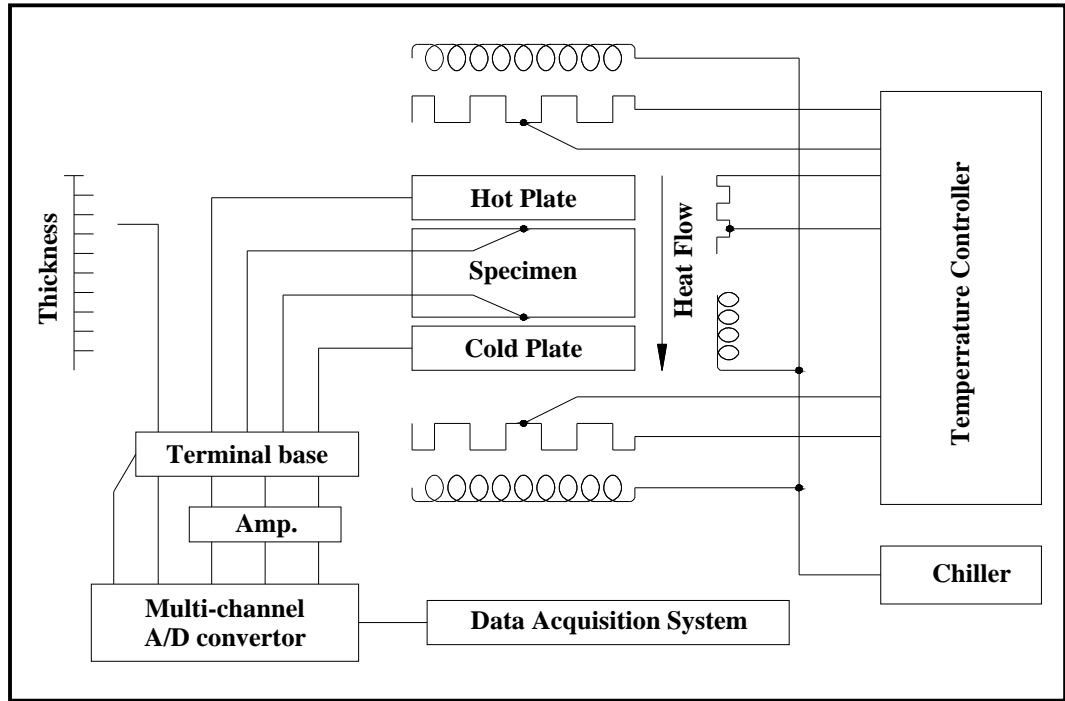 Hot Plate
Specimen
Cold Plate
Thickness
Heat Flow
Temperrature Controller
Terminal base
Amp.
Multi-channel
A/D convertor
Data Acquisition System
Chiller